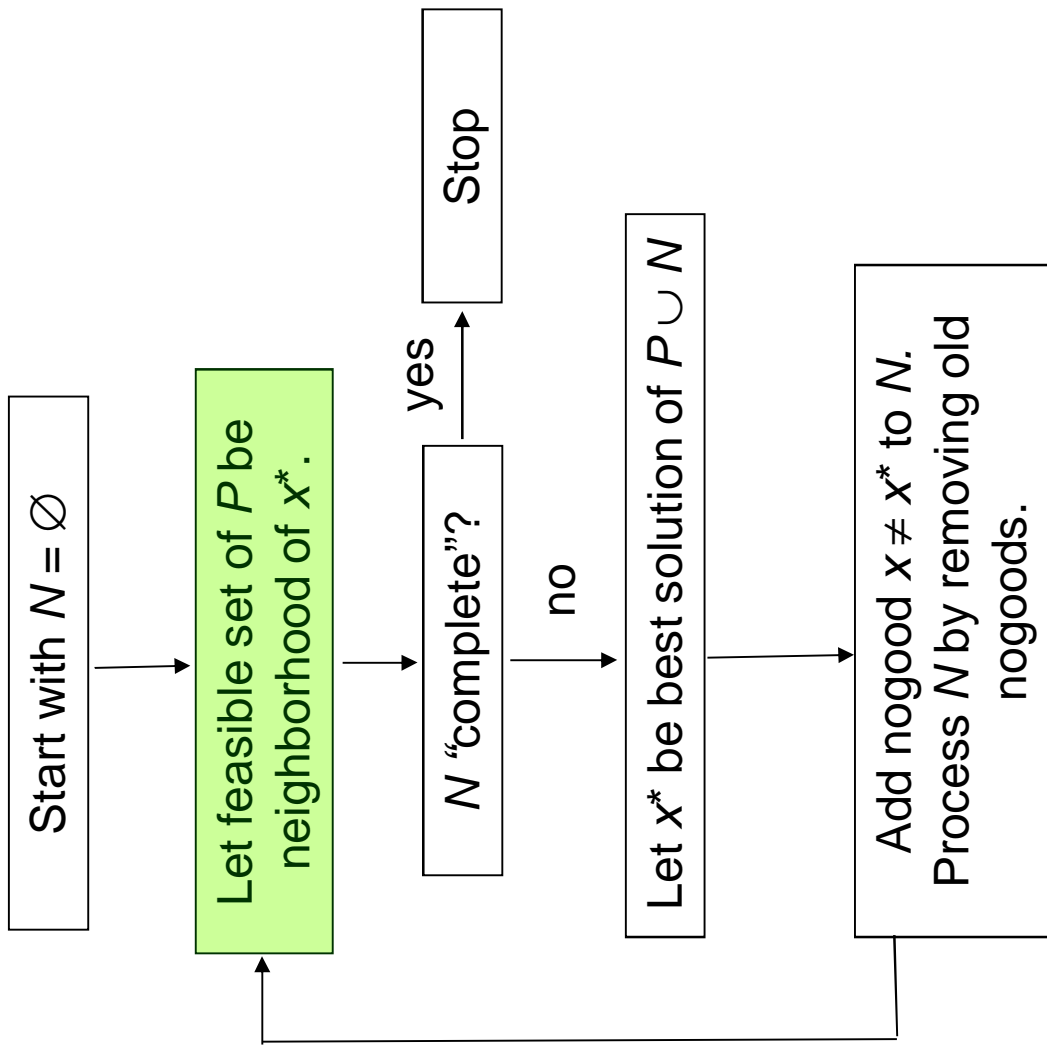 Start with N = ∅
Let feasible set of P be
neighborhood of x*.
N “complete”?
yes
Stop
no
Let x* be best solution of P ∪ N
Add nogood x ≠ x* to N.
Process N by removing old
nogoods.